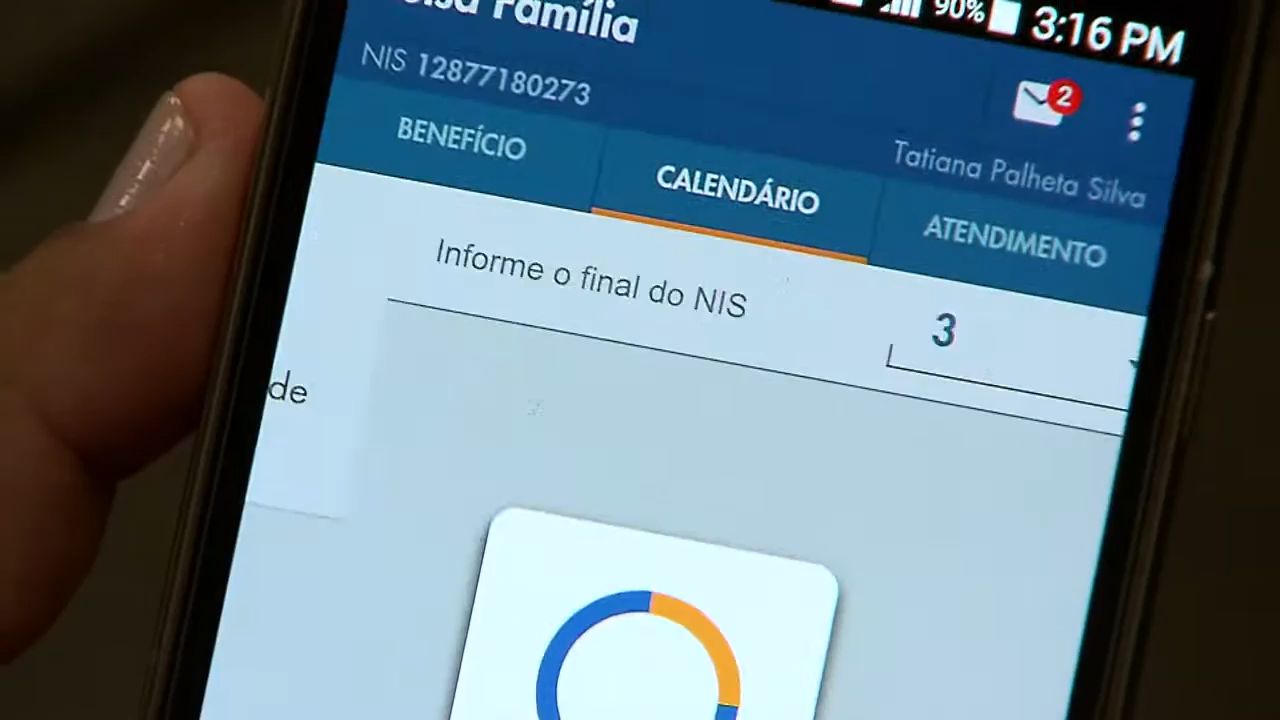 90% 3:16 PM
Família
NIS 12877180273
2
Tatiana Palheta Silva
BENEFÍCIO CALENDÁRIO ATENDIMENTO
Informe o final do NIS 3
de